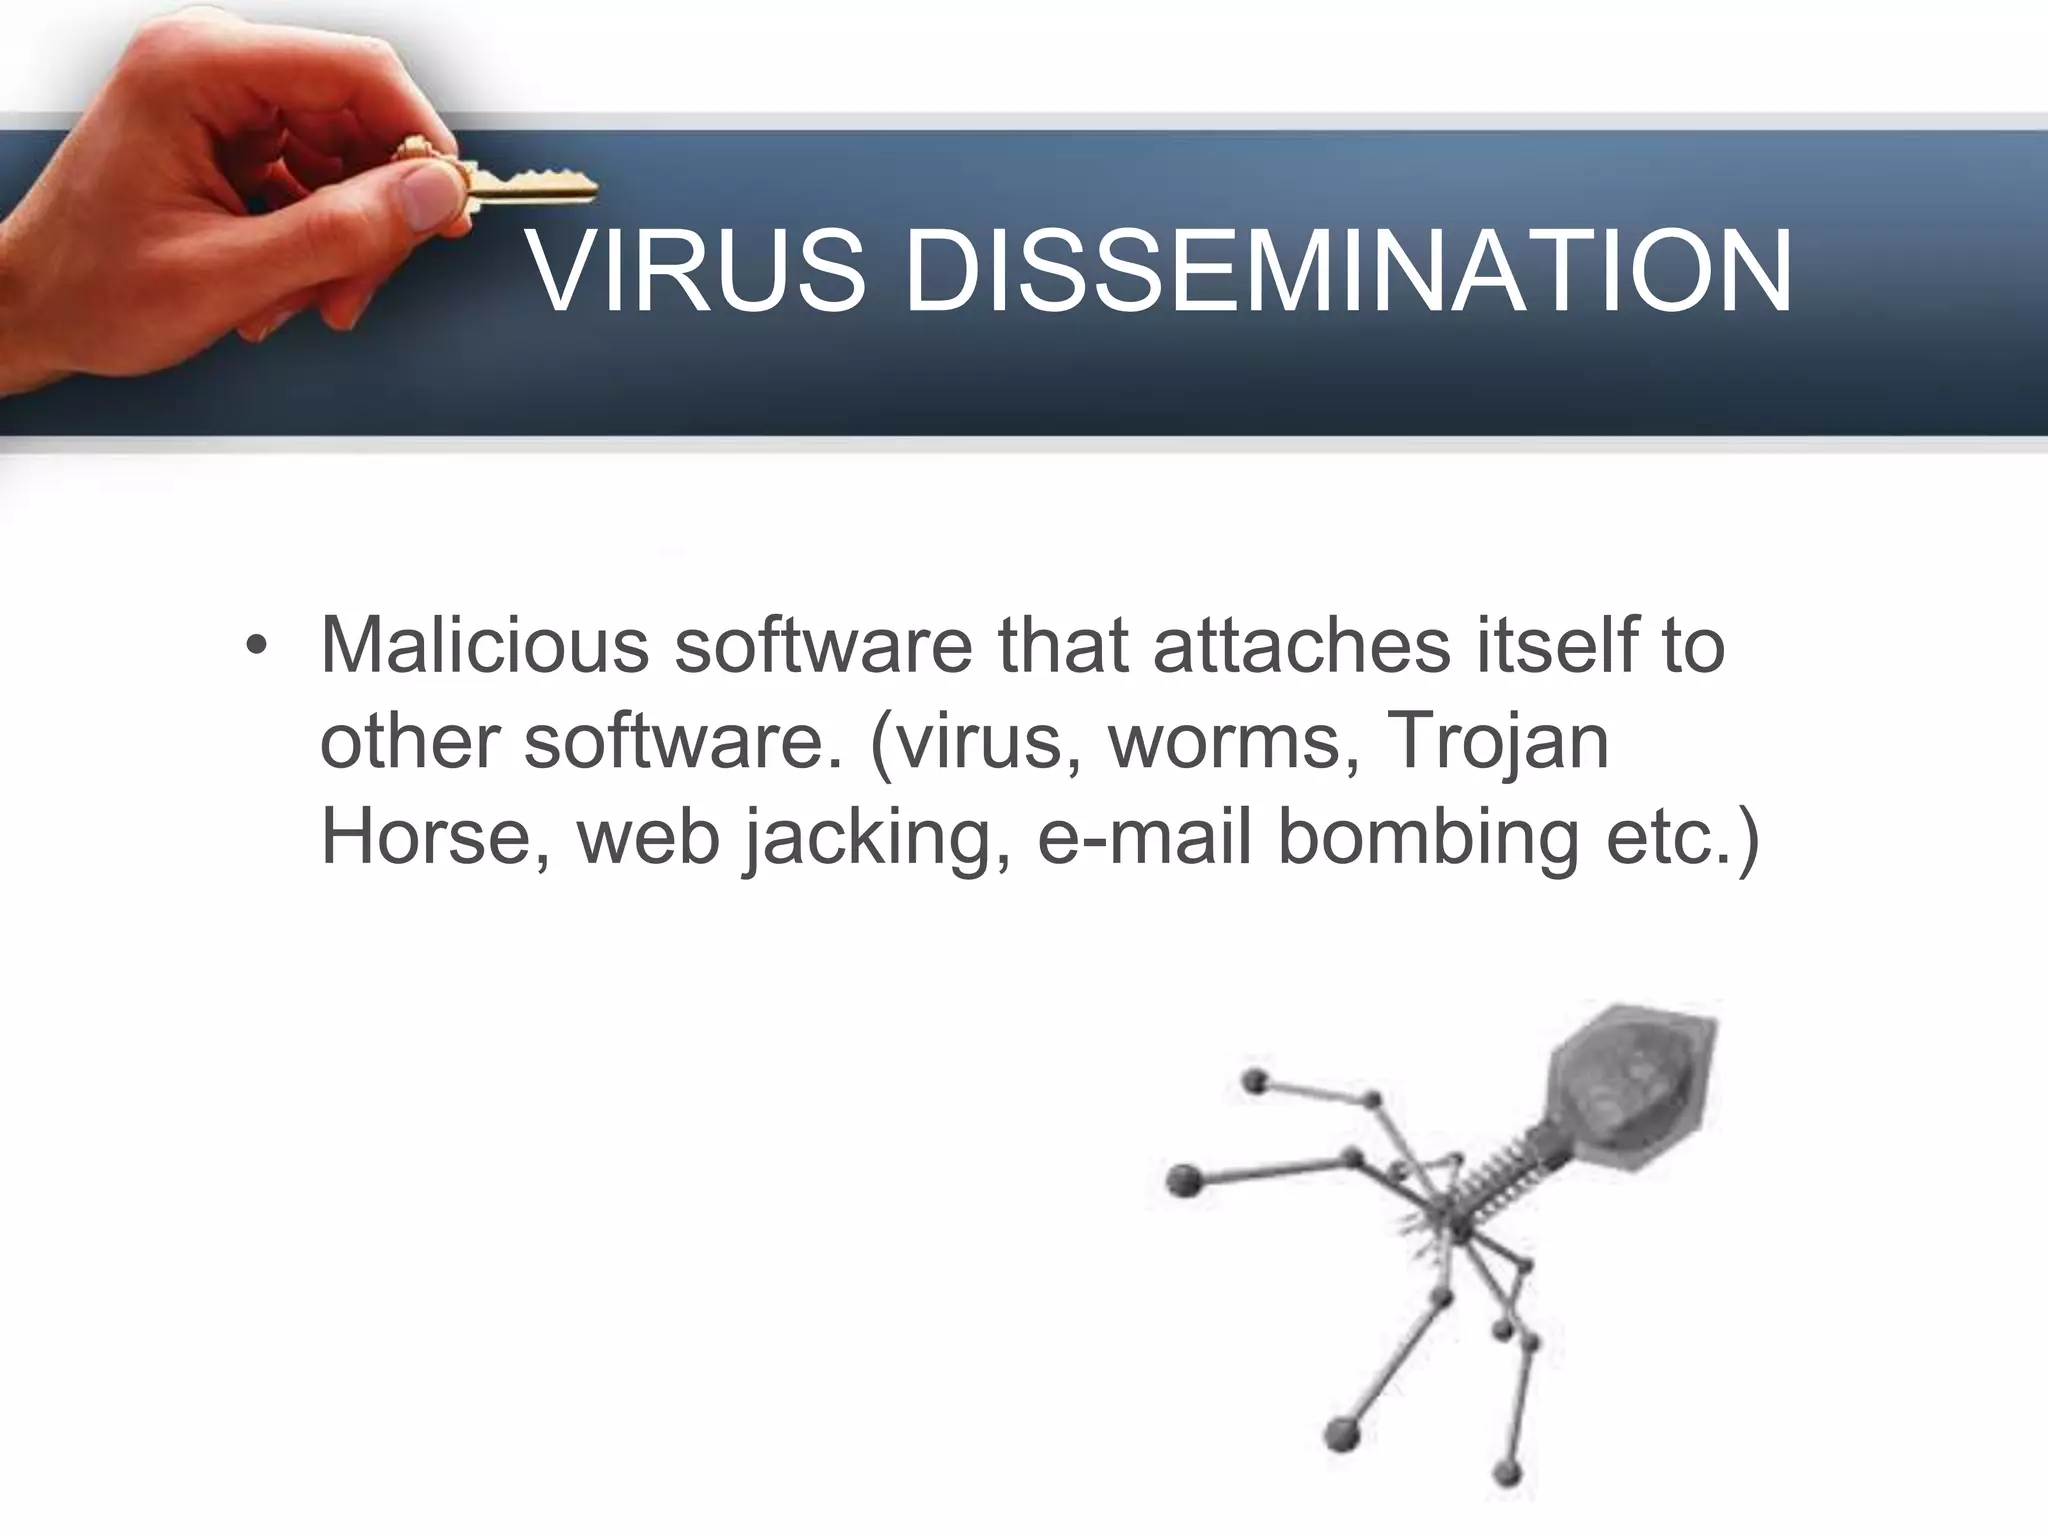 VIRUS DISSEMINATION
• Malicious software that attaches itself to
other software. (virus, worms, Trojan
Horse, web jacking, e-mail bombing etc.)